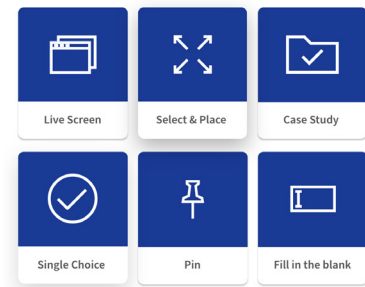 Live Screen
Select & Place
Case Study
Single Choice
Pin
Fill in the blank